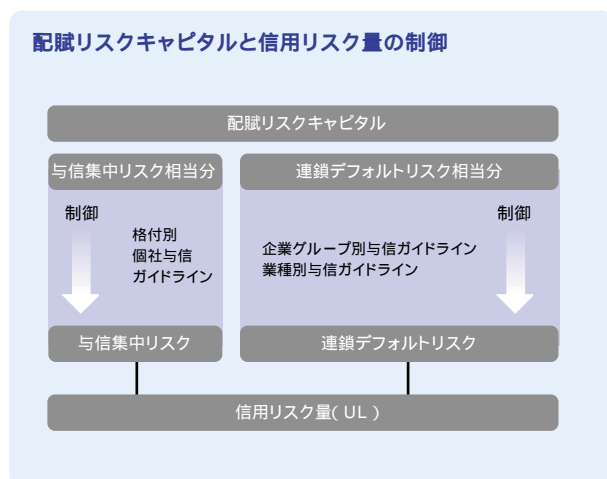 配賦リスクキャピタルと信用リスク量の制御
配賦リスクキャピタル
与信集中リスク相当分
連鎖デフォルトリスク相当分
制御
格付別
個社与信
ガイドライン
企業グループ別与信ガイドライン
業種別与信ガイドライン
制御
与信集中リスク
連鎖デフォルトリスク
信用リスク量(UL)